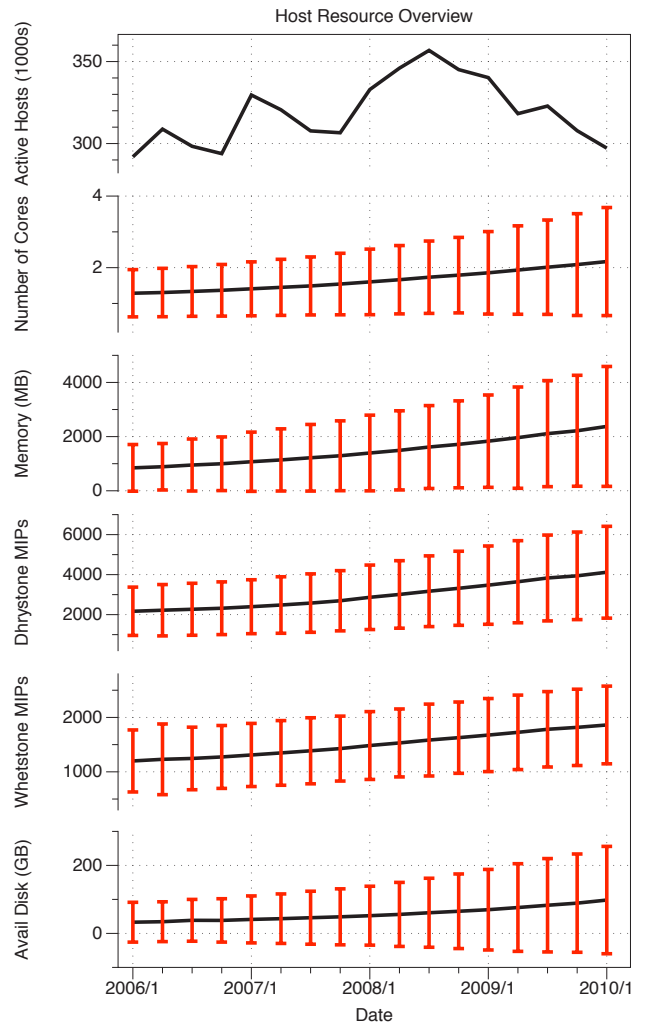 Host Resource Overview
Active Hosts (1000s)
350
300
Number of Cores
4
2
Memory (MB)
4000
2000
0
Dhrystone MIPs
6000
4000
2000
Whetstone MIPs
2000
1000
Avail Disk (GB)
200
0
2006/1 2007/1 2008/1 2009/1 2010/1
Date